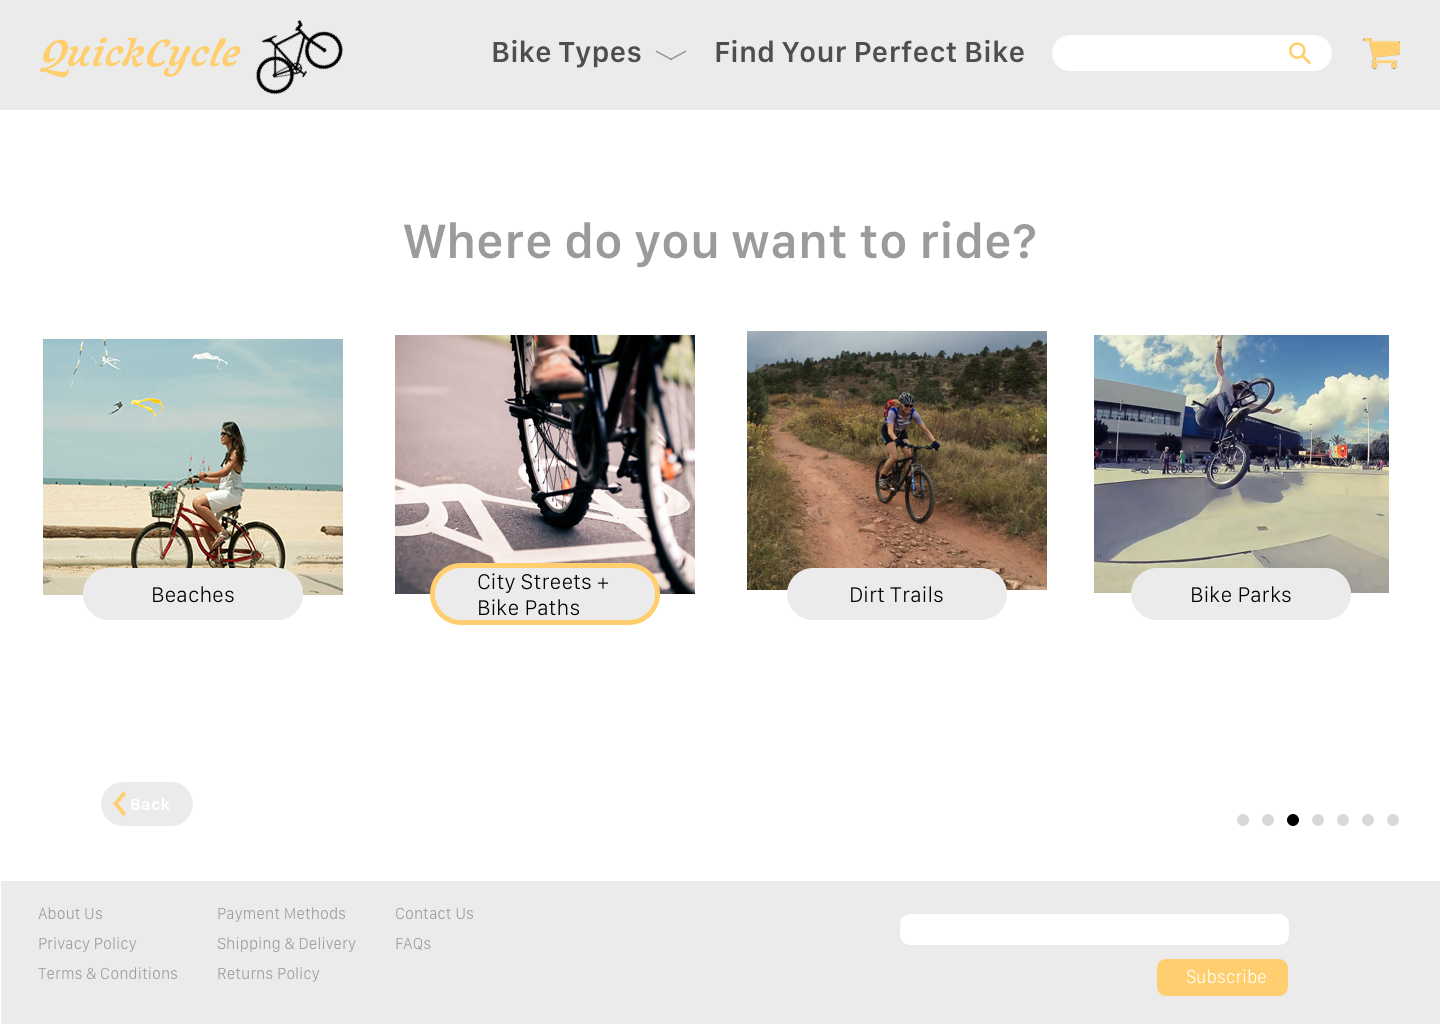 QuickCycle
Bike Types
Find Your Perfect Bike
Where do you want to ride?
Beaches
City Streets +
Bike Paths
Dirt Trails
Bike Parks
Back
About Us
Payment Methods
Contact Us
Privacy Policy
Shipping & Delivery
FAQs
Terms & Conditions
Returns Policy
Subscribe